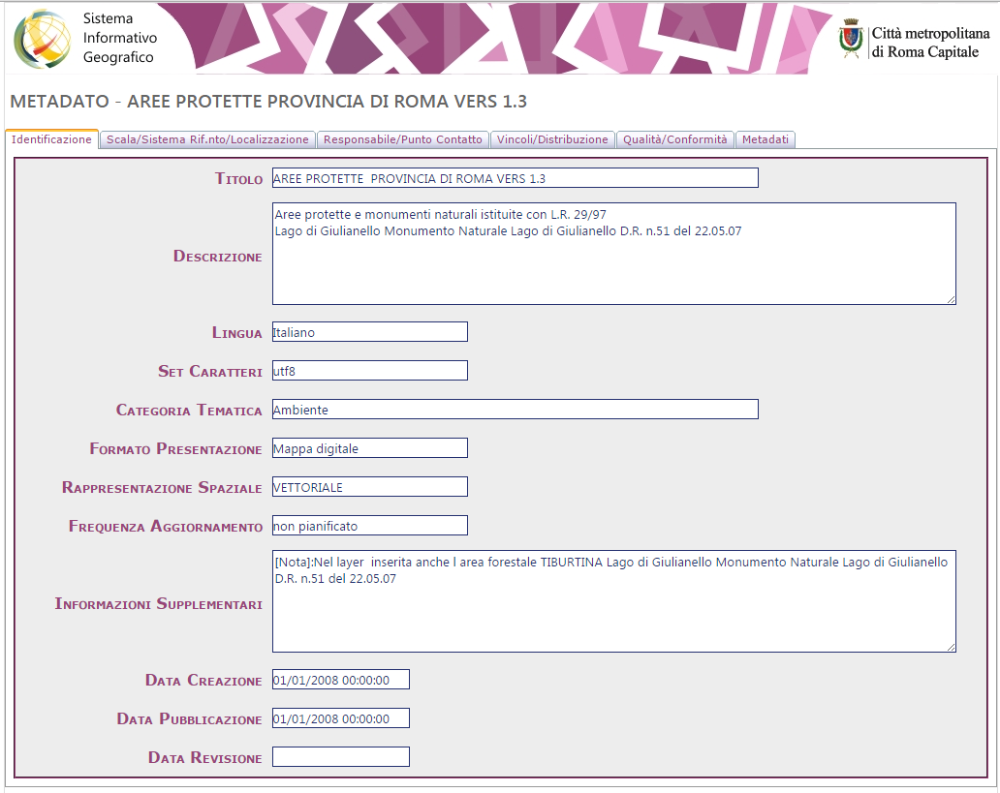 Sistema
Informativo
Geografico
Città metropolitana
di Roma Capitale
METADATO - AREE PROTETTE PROVINCIA DI ROMA VERS 1.3
Identificazione Scala/Sistema Rif.nto/Localizzazione Responsabile/Punto Contatto Vincoli/Distribuzione Qualità/Conformità Metadati
Titolo AREE PROTETTE  PROVINCIA DI ROMA VERS 1.3
Descrizione Aree protette e monumenti naturali istituite con L.R. 29/97
Lago di Giulianello Monumento Naturale Lago di Giulianello D.R. n.51 del 22.05.07
Lingua Italiano
Set Caratteri utf8
Categoria Tematica Ambiente
Formato Presentazione Mappa digitale
Rappresentazione Spaziale VETTORIALE
Frequenza Aggiornamento non pianificato
Informazioni Supplementari [Nota]:Nel layer  inserita anche l area forestale TIBURTINA Lago di Giulianello Monumento Naturale Lago di Giulianello
D.R. n.51 del 22.05.07
Data Creazione 01/01/2008 00:00:00
Data Pubblicazione 01/01/2008 00:00:00
Data Revisione